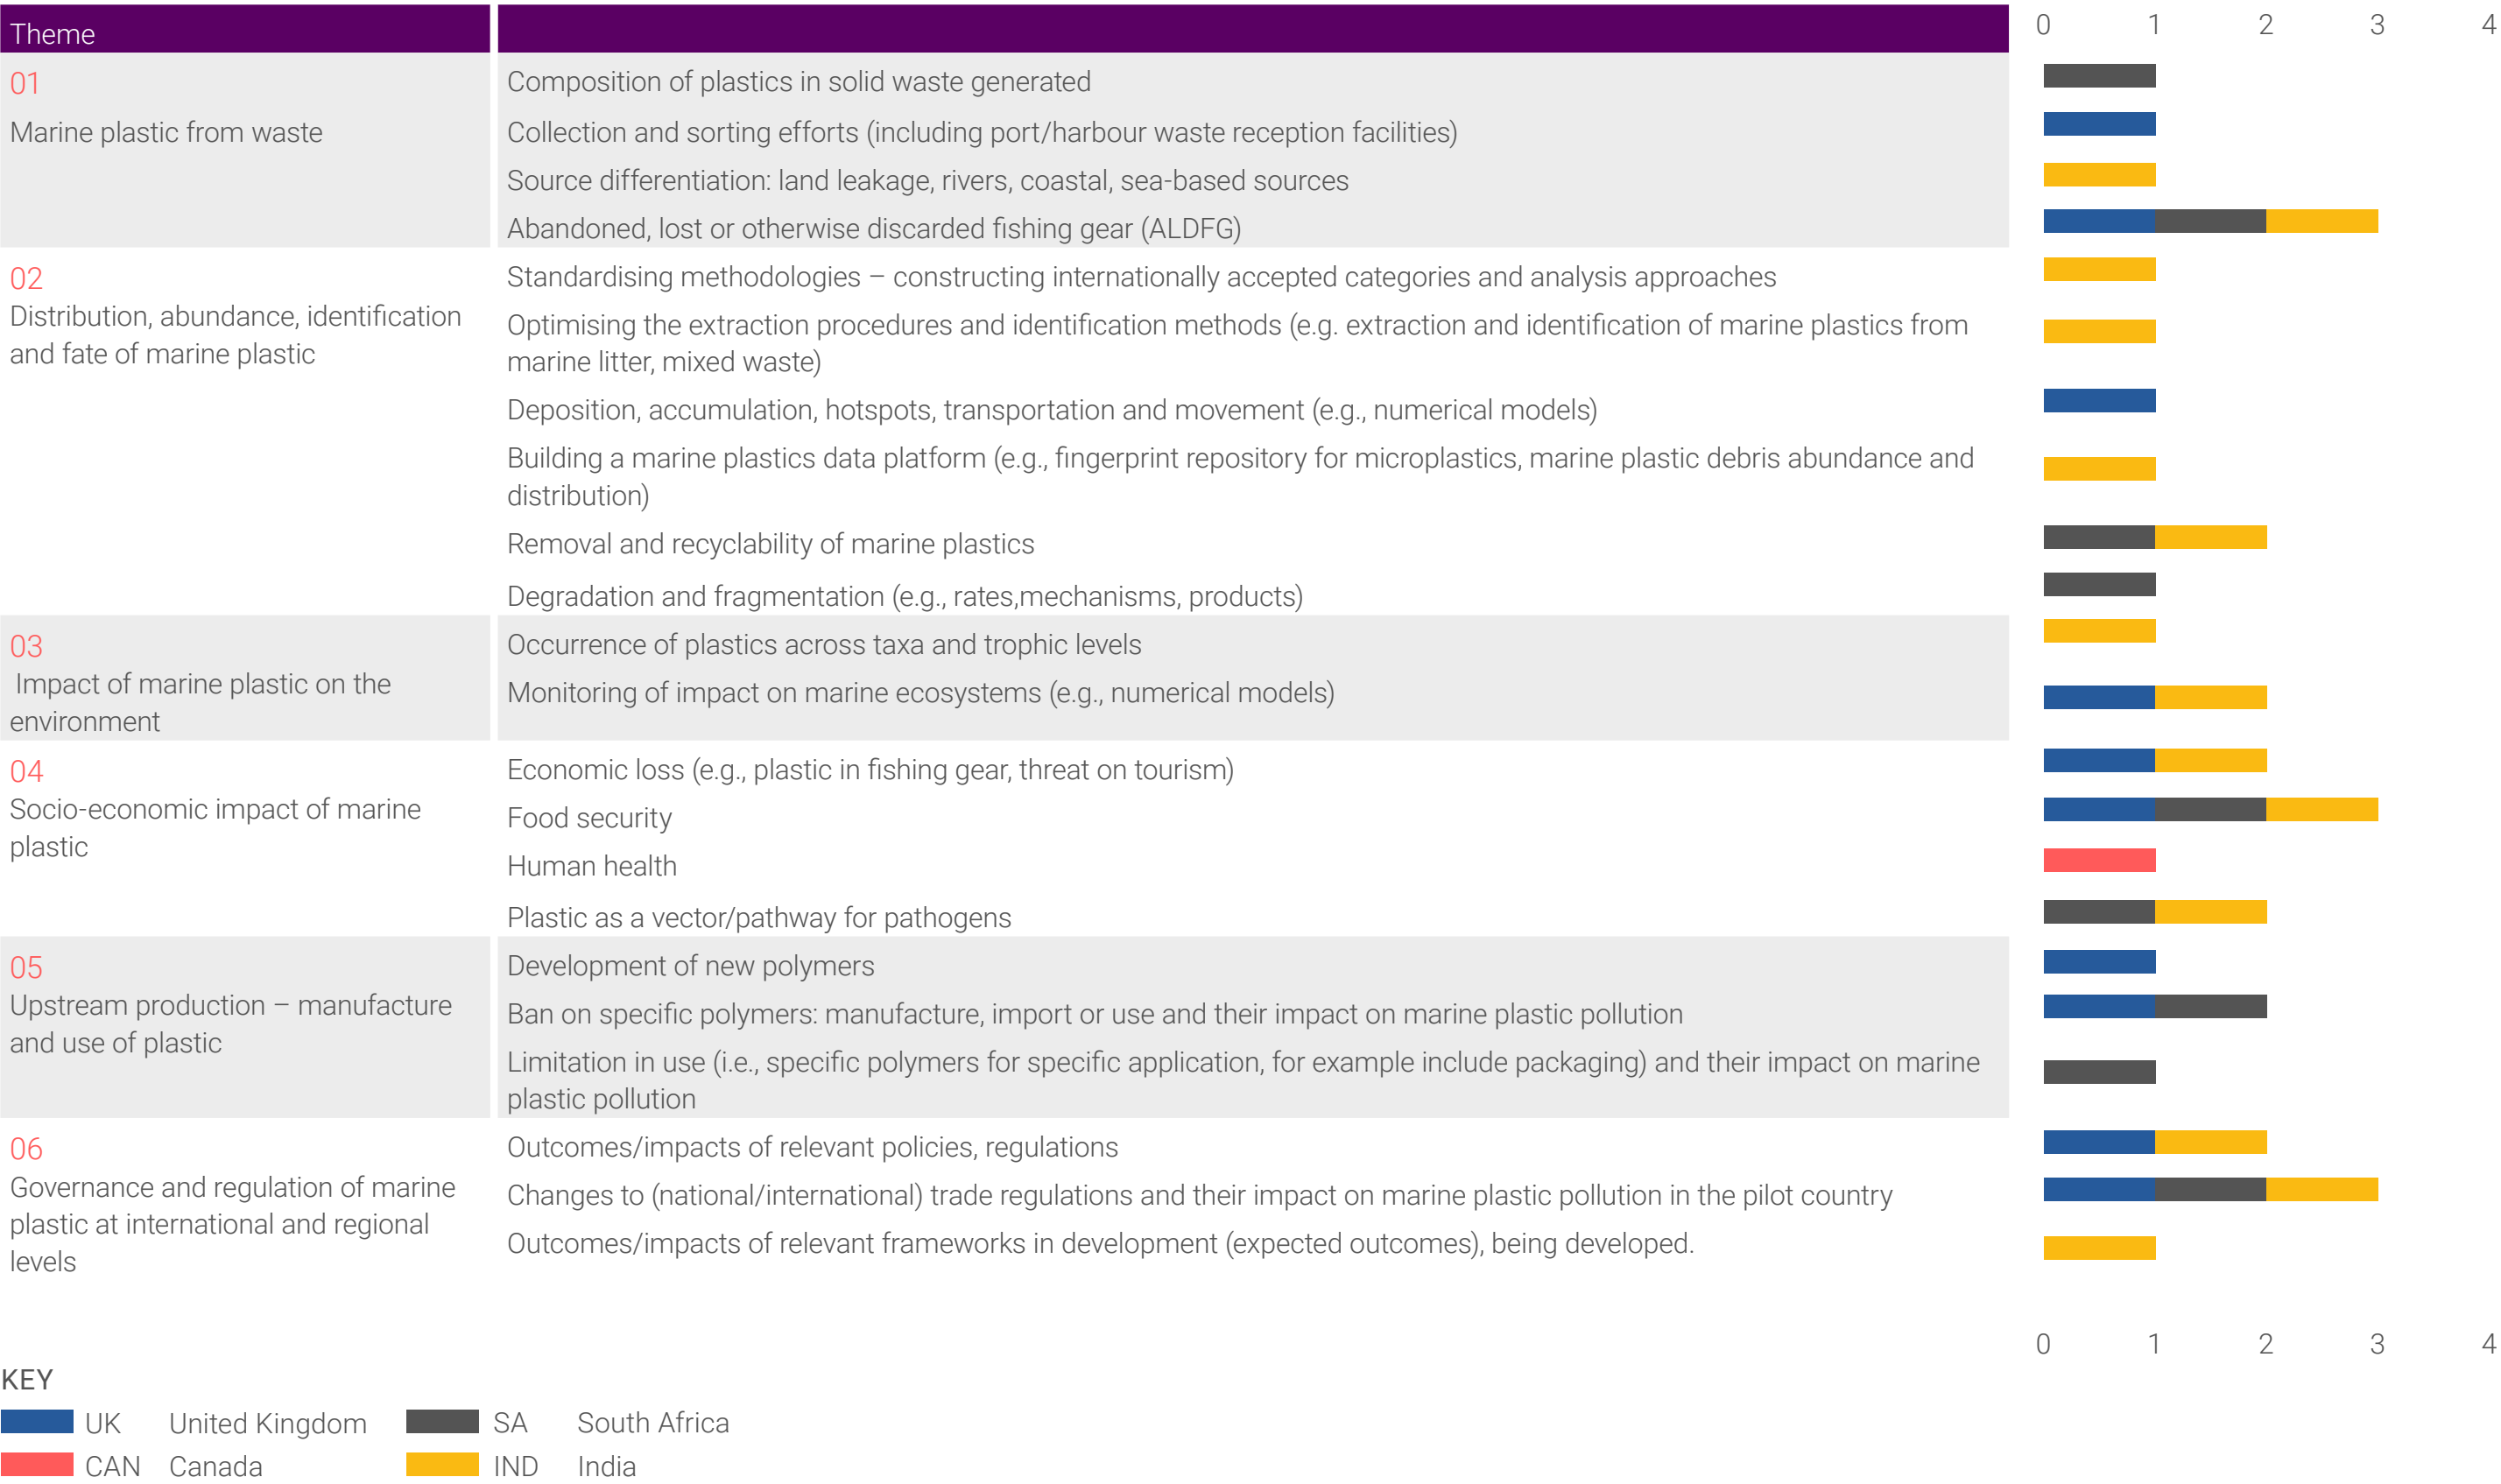 Theme
0 1 2 3 4
01
Marine plastic from waste
Composition of plastics in solid waste generated
Collection and sorting efforts (including port/harbour waste reception facilities)
Source differentiation: land leakage, rivers, coastal, sea-based sources
Abandoned, lost or otherwise discarded fishing gear (ALDFG)
02
Distribution, abundance, identification
and fate of marine plastic
Standardising methodologies – constructing internationally accepted categories and analysis approaches
Optimising the extraction procedures and identification methods (e.g. extraction and identification of marine plastics from
marine litter, mixed waste)
Deposition, accumulation, hotspots, transportation and movement (e.g., numerical models)
Building a marine plastics data platform (e.g., fingerprint repository for microplastics, marine plastic debris abundance and
distribution)
Removal and recyclability of marine plastics
Degradation and fragmentation (e.g., rates,mechanisms, products)
03
Impact of marine plastic on the
environment
Occurrence of plastics across taxa and trophic levels
Monitoring of impact on marine ecosystems (e.g., numerical models)
04
Socio-economic impact of marine
plastic
Economic loss (e.g., plastic in fishing gear, threat on tourism)
Food security
Human health
Plastic as a vector/pathway for pathogens
05
Upstream production – manufacture
and use of plastic
Development of new polymers
Ban on specific polymers: manufacture, import or use and their impact on marine plastic pollution
Limitation in use (i.e., specific polymers for specific application, for example include packaging) and their impact on marine
plastic pollution
06
Governance and regulation of marine
plastic at international and regional
levels
Outcomes/impacts of relevant policies, regulations
Changes to (national/international) trade regulations and their impact on marine plastic pollution in the pilot country
Outcomes/impacts of relevant frameworks in development (expected outcomes), being developed.
0 1 2 3 4
KEY
UK United Kingdom SA South Africa
CAN Canada IND India